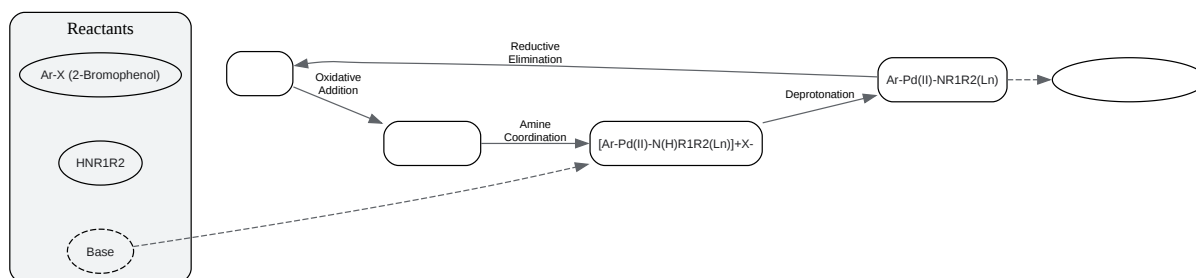 Reactants
Ar-X (2-Bromophenol)
HNR1R2
Base
Oxidative
Addition
Amine
Coordination
[Ar-Pd(II)-N(H)R1R2(Ln)]+X-
Deprotonation
Ar-Pd(II)-NR1R2(Ln)
Reductive
Elimination